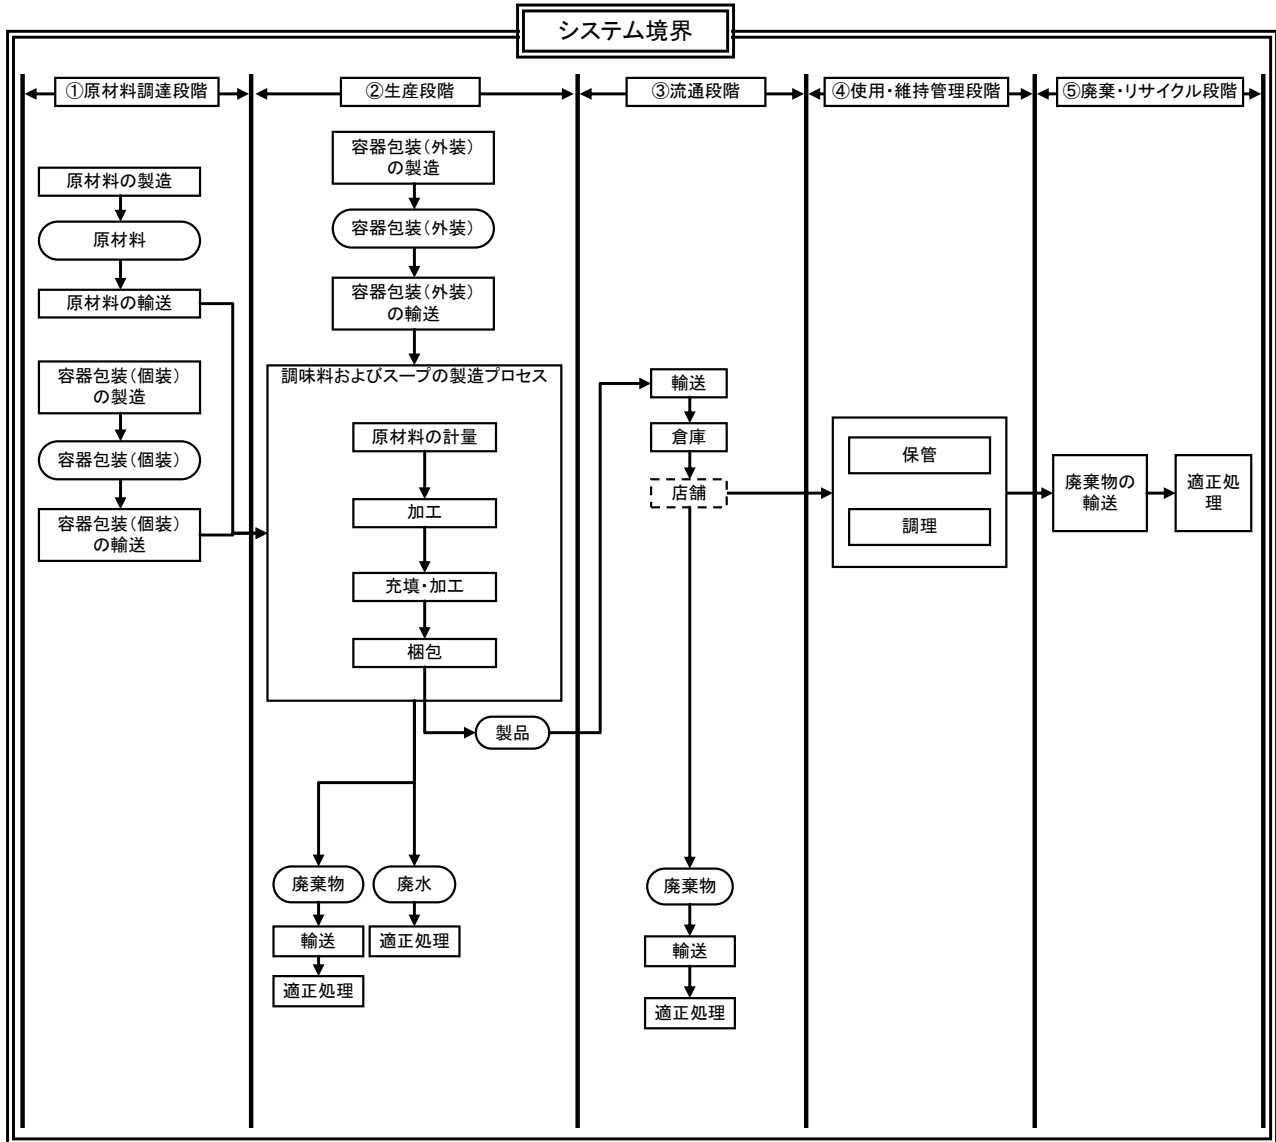 システム境界
①原材料調達段階
②生産段階
③流通段階
④使用・維持管理段階
⑤廃棄・リサイクル段階
原材料の製造
原材料
原材料の輸送
容器包装(個装)
の製造
容器包装(個装)
容器包装(個装)
の輸送
容器包装(外装)
の製造
容器包装(外装)
容器包装(外装)
の輸送
調味料およびスープの製造プロセス
原材料の計量
加工
充填・加工
梱包
製品
廃棄物
輸送
適正処理
廃水
適正処理
輸送
倉庫
店舗
廃棄物
輸送
適正処理
保管
調理
廃棄物の
輸送
適正処
理